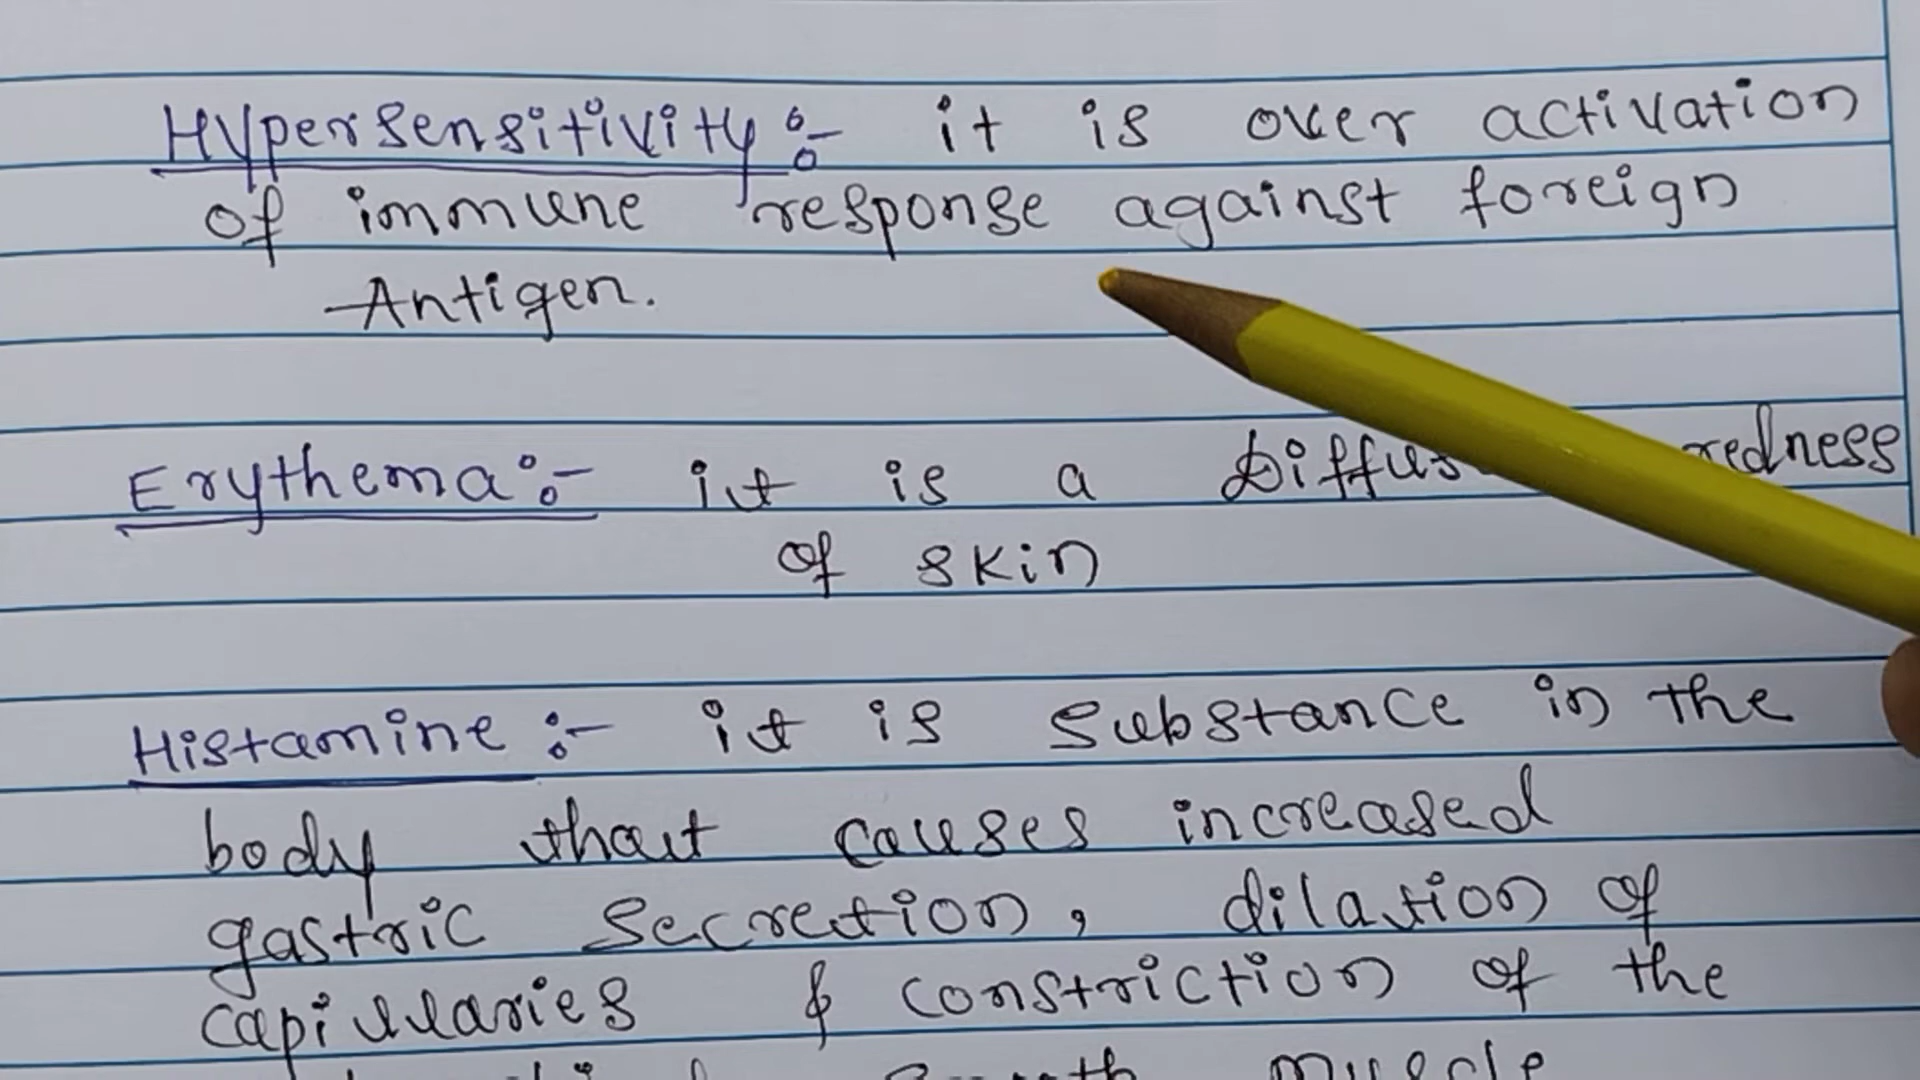 Hypersensitivity :- it is over activation
of immune response against foreign
Antigen.
Erythema :- it is a redness
of skin
Histamine :- it is substance in the
body that causes increased
gastric secretion, dilation of
capillaries & constriction of the
muscle